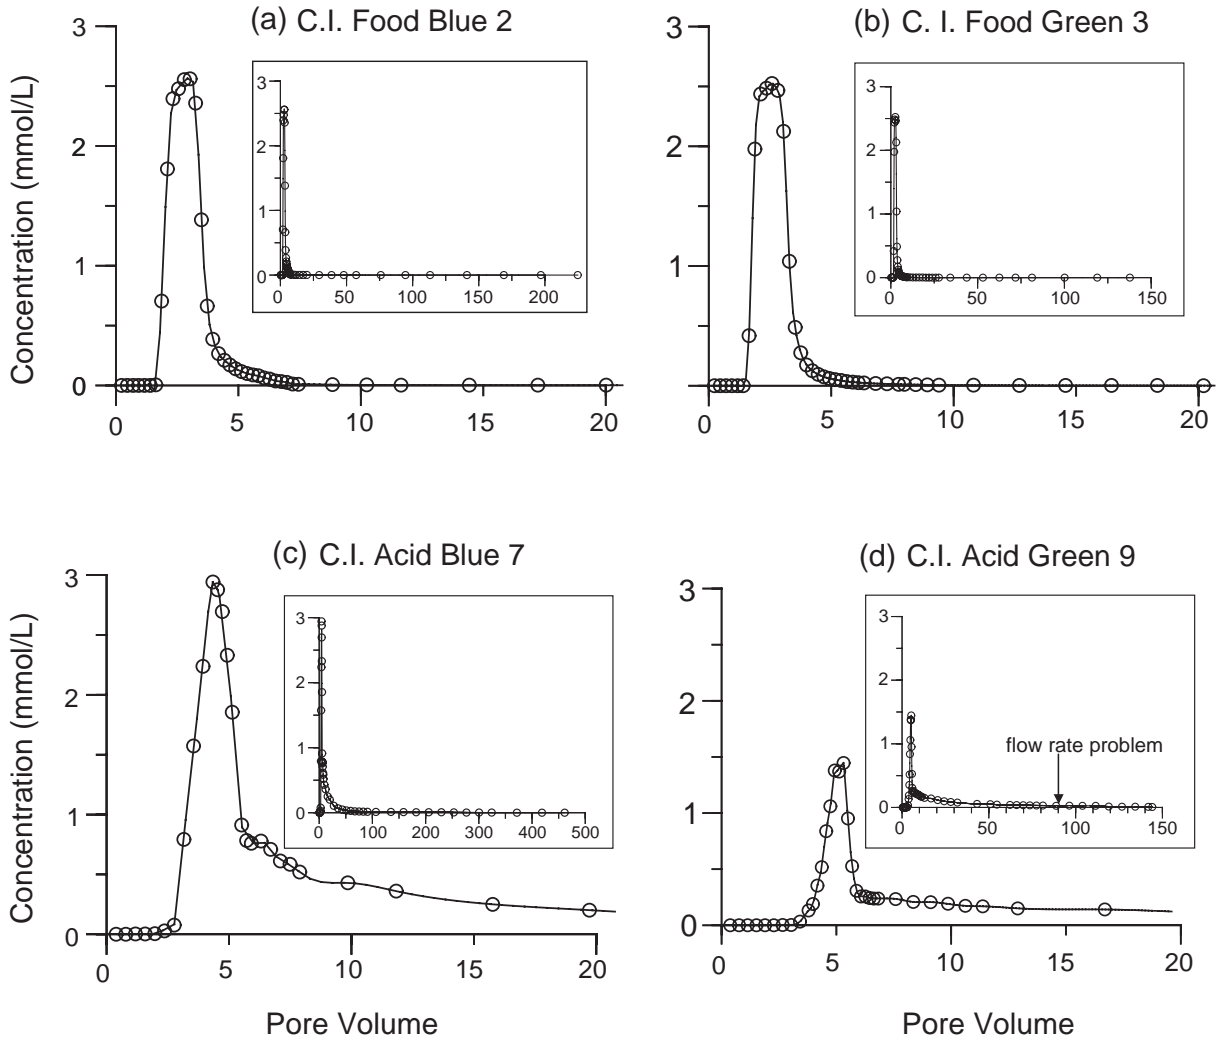 (a) C.I. Food Blue 2
(b) C. I. Food Green 3
Concentration (mmol/L)
3
2
1
0
0 5 10 15 20
3
2
1
0
0 50 100 150 200
3
2
1
0 5 10 15 20
3
2
1
0
0 50 100 150
(c) C.I. Acid Blue 7
(d) C.I. Acid Green 9
Concentration (mmol/L)
3
2
1
0
0 5 10 15 20
3
2
1
0
0 100 200 300 400 500
3
2
1
0
0 5 10 15 20
3
2
1
0
0 50 100 150
flow rate problem
Pore Volume
Pore Volume